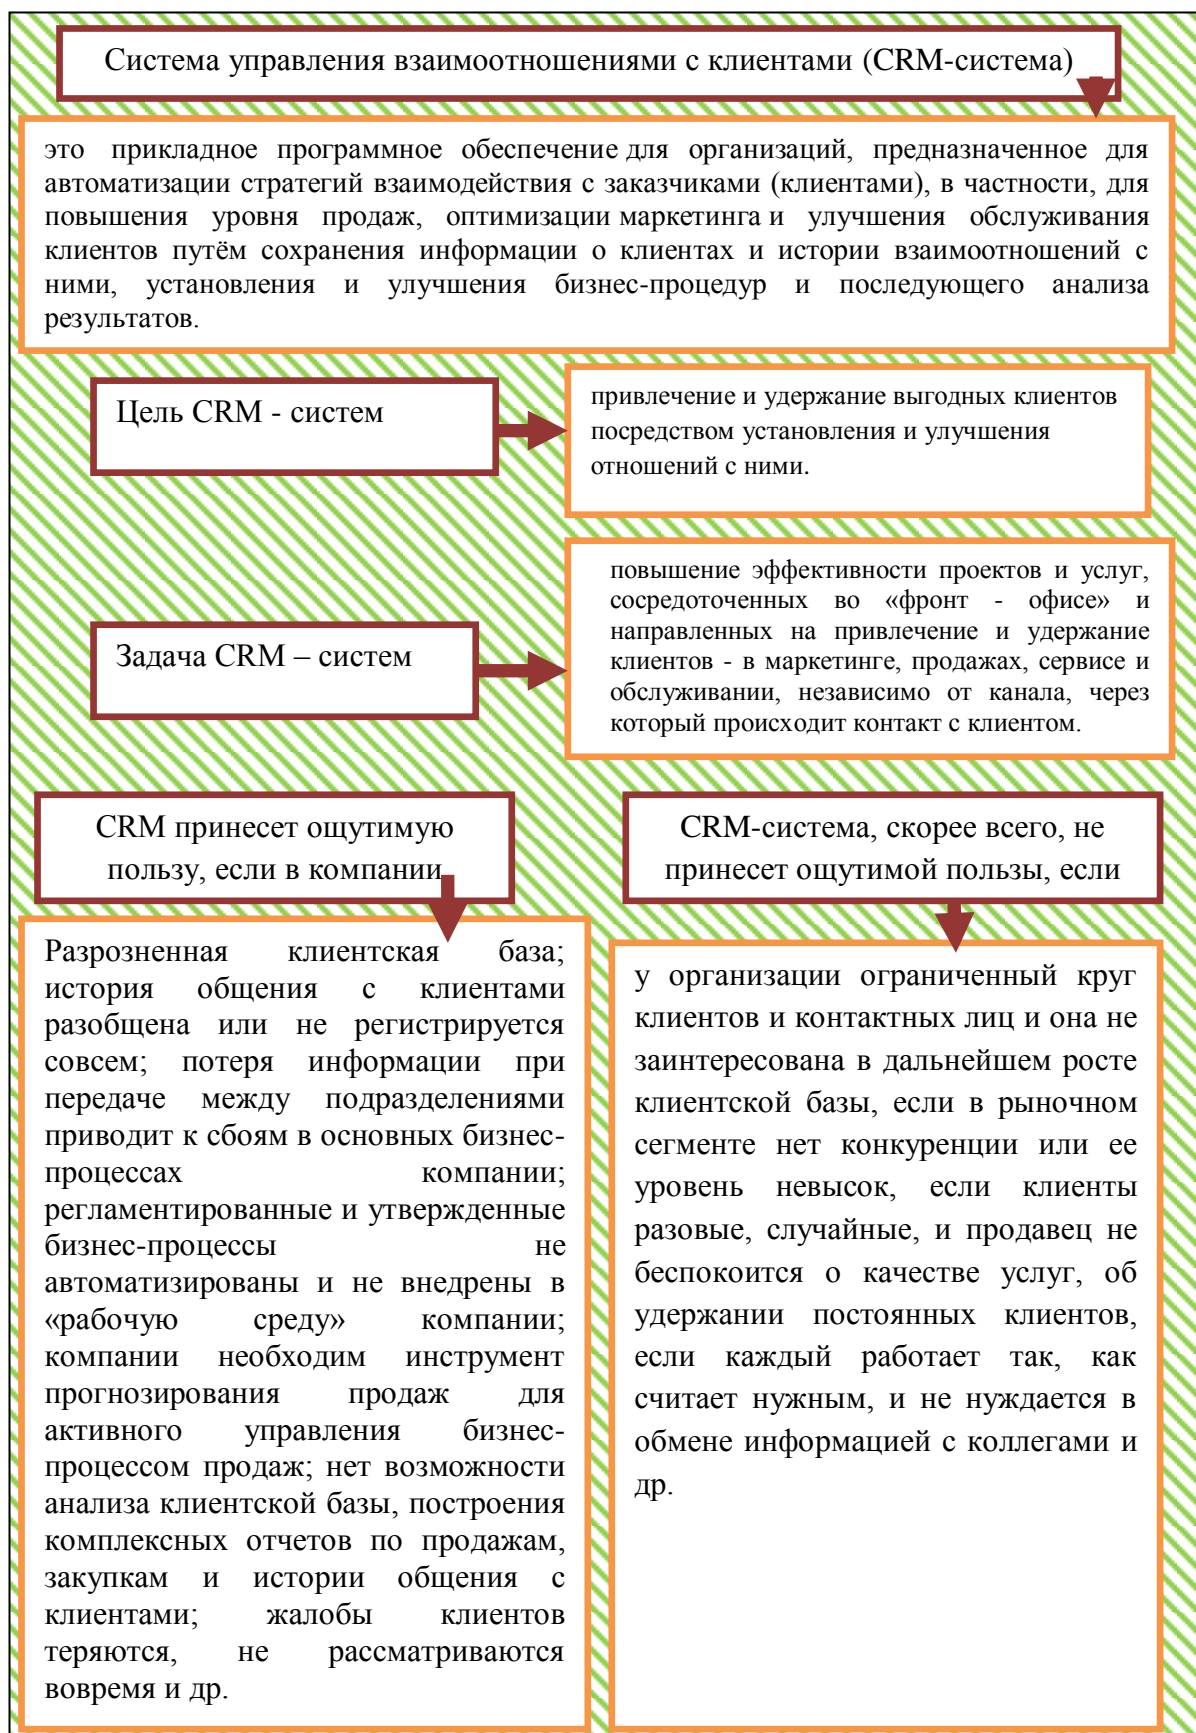 Система управления взаимоотношениями с клиентами (CRM-система)
это прикладное программное обеспечение для организаций, предназначенное для
автоматизации стратегий взаимодействия с заказчиками (клиентами), в частности, для
повышения уровня продаж, оптимизации маркетинга и улучшения обслуживания
клиентов путём сохранения информации о клиентах и истории взаимоотношений с
ними, установления и улучшения бизнес-процедур и последующего анализа
результатов.
Цель CRM - систем
привлечение и удержание выгодных клиентов
посредством установления и улучшения
отношений с ними.
Задача CRM – систем
повышение эффективности проектов и услуг,
сосредоточенных во «фронт - офисе» и
направленных на привлечение и удержание
клиентов - в маркетинге, продажах, сервисе и
обслуживании, независимо от канала, через
который происходит контакт с клиентом.
CRM принесет ощутимую
пользу, если в компании
Разрозненная клиентская база;
история общения с клиентами
разобщена или не регистрируется
совсем; потеря информации при
передаче между подразделениями
приводит к сбоям в основных бизнес-
процессах компании;
регламентированные и утвержденные
бизнес-процессы не
автоматизированы и не внедрены в
«рабочую среду» компании;
компании необходим инструмент
прогнозирования продаж для
активного управления бизнес-
процессом продаж; нет возможности
анализа клиентской базы, построения
комплексных отчетов по продажам,
закупкам и истории общения с
клиентами; жалобы клиентов
теряются, не рассматриваются
вовремя и др.
CRM-система, скорее всего, не
принесет ощутимой пользы, если
у организации ограниченный круг
клиентов и контактных лиц и она не
заинтересована в дальнейшем росте
клиентской базы, если в рыночном
сегменте нет конкуренции или ее
уровень невысок, если клиенты
разовые, случайные, и продавец не
беспокоится о качестве услуг, об
удержании постоянных клиентов,
если каждый работает так, как
считает нужным, и не нуждается в
обмене информацией с коллегами и
др.